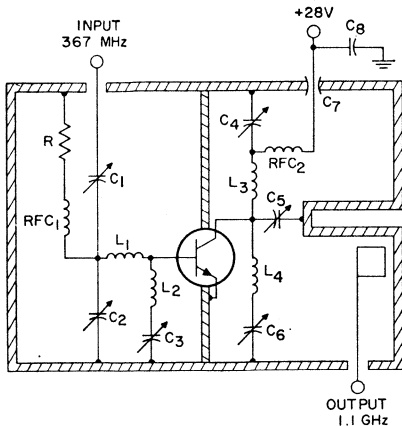 INPUT
367 MHz
+28V
C8
C7
C4
R
RFC2
C1
L3
C5
RFC1
L1
L2
L4
C2
C3
C6
OUTPUT
1.1 GHz